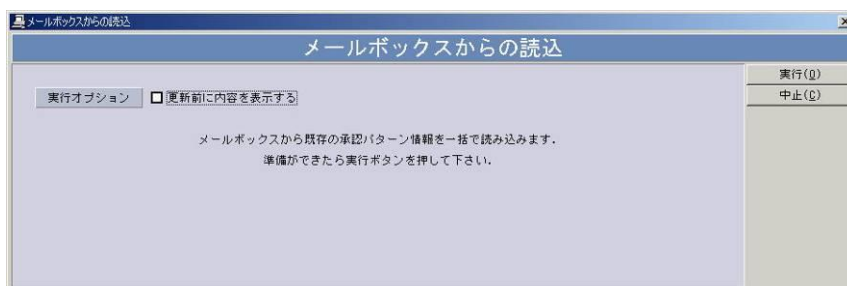 メールボックスからの読込
メールボックスからの読込
実行(O)
中止(C)
実行オプション 更新前に内容を表示する
メールボックスから既存の承認パターン情報を一括で読み込みます.
準備ができたら実行ボタンを押して下さい.